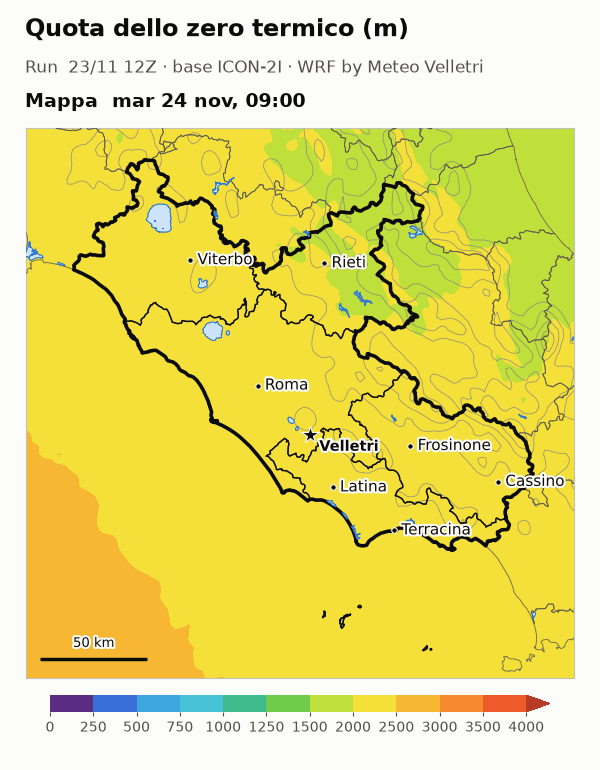 Quota dello zero termico (m)
Run  23/11 12Z · base ICON-2I · WRF by Meteo Velletri
Mappa  mar 24 nov, 09:00
Viterbo
Rieti
Roma
Velletri
Frosinone
Cassino
Latina
Terracina
50 km
0 250 500 750 1000 1250 1500 2000 2500 3000 3500 4000